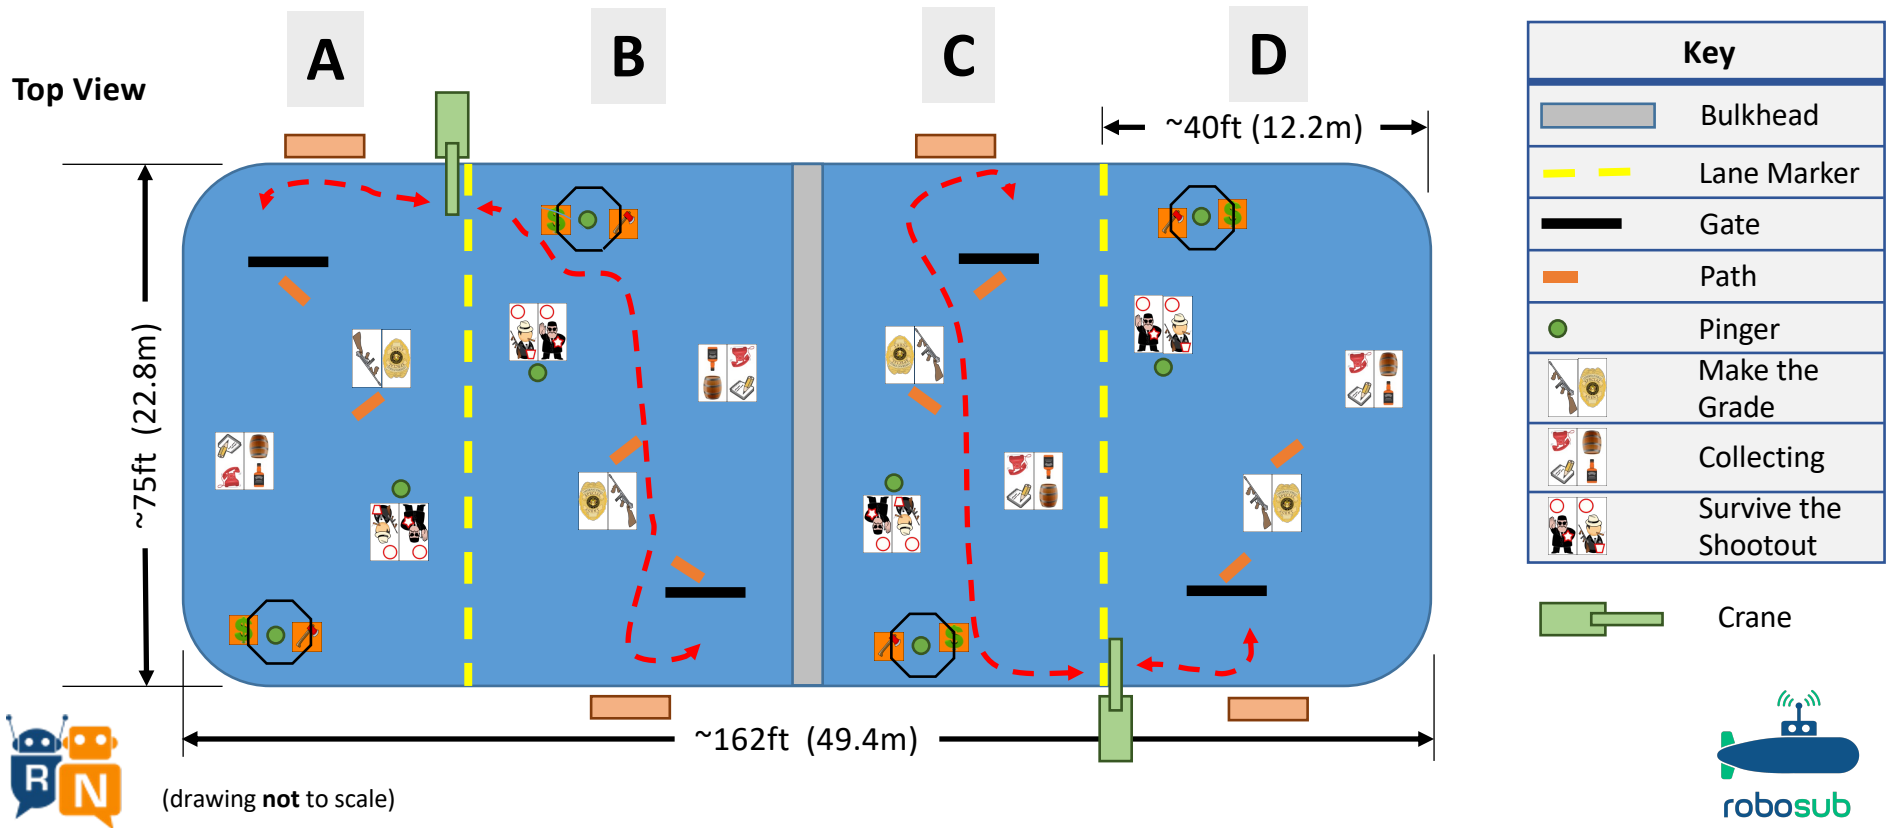 A
B
C
D
Top View
~40ft (12.2m)
~75ft (22.8m)
~162ft (49.4m)
(drawing not to scale)
Key
Bulkhead
Lane Marker
Gate
Path
Pinger
Make the
Grade
Collecting
Survive the
Shootout
Crane
R N
robosub